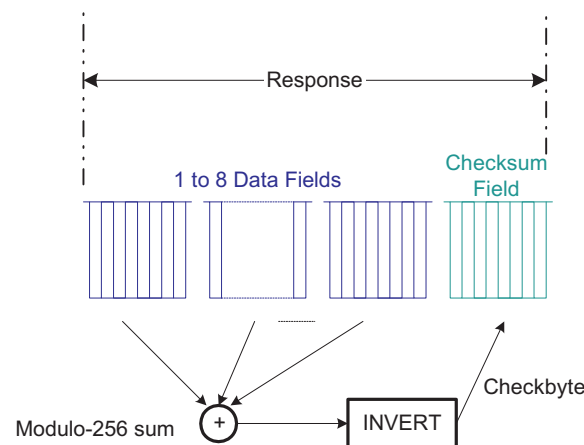 Response
1 to 8 Data Fields
Checksum
Field
Checkbyte
Modulo-256 sum
+
INVERT